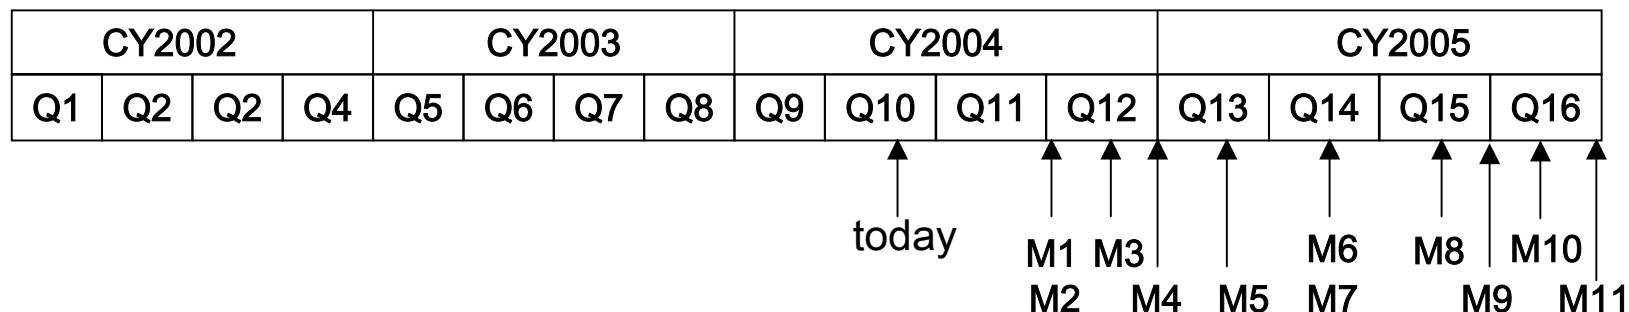 CY2002 CY2003 CY2004 CY2005
Q1 Q2 Q2 Q4 Q5 Q6 Q7 Q8 Q9 Q10 Q11 Q12 Q13 Q14 Q15 Q16
today M1 M3 M6 M8 M10
M2 M4 M5 M7 M9 M11